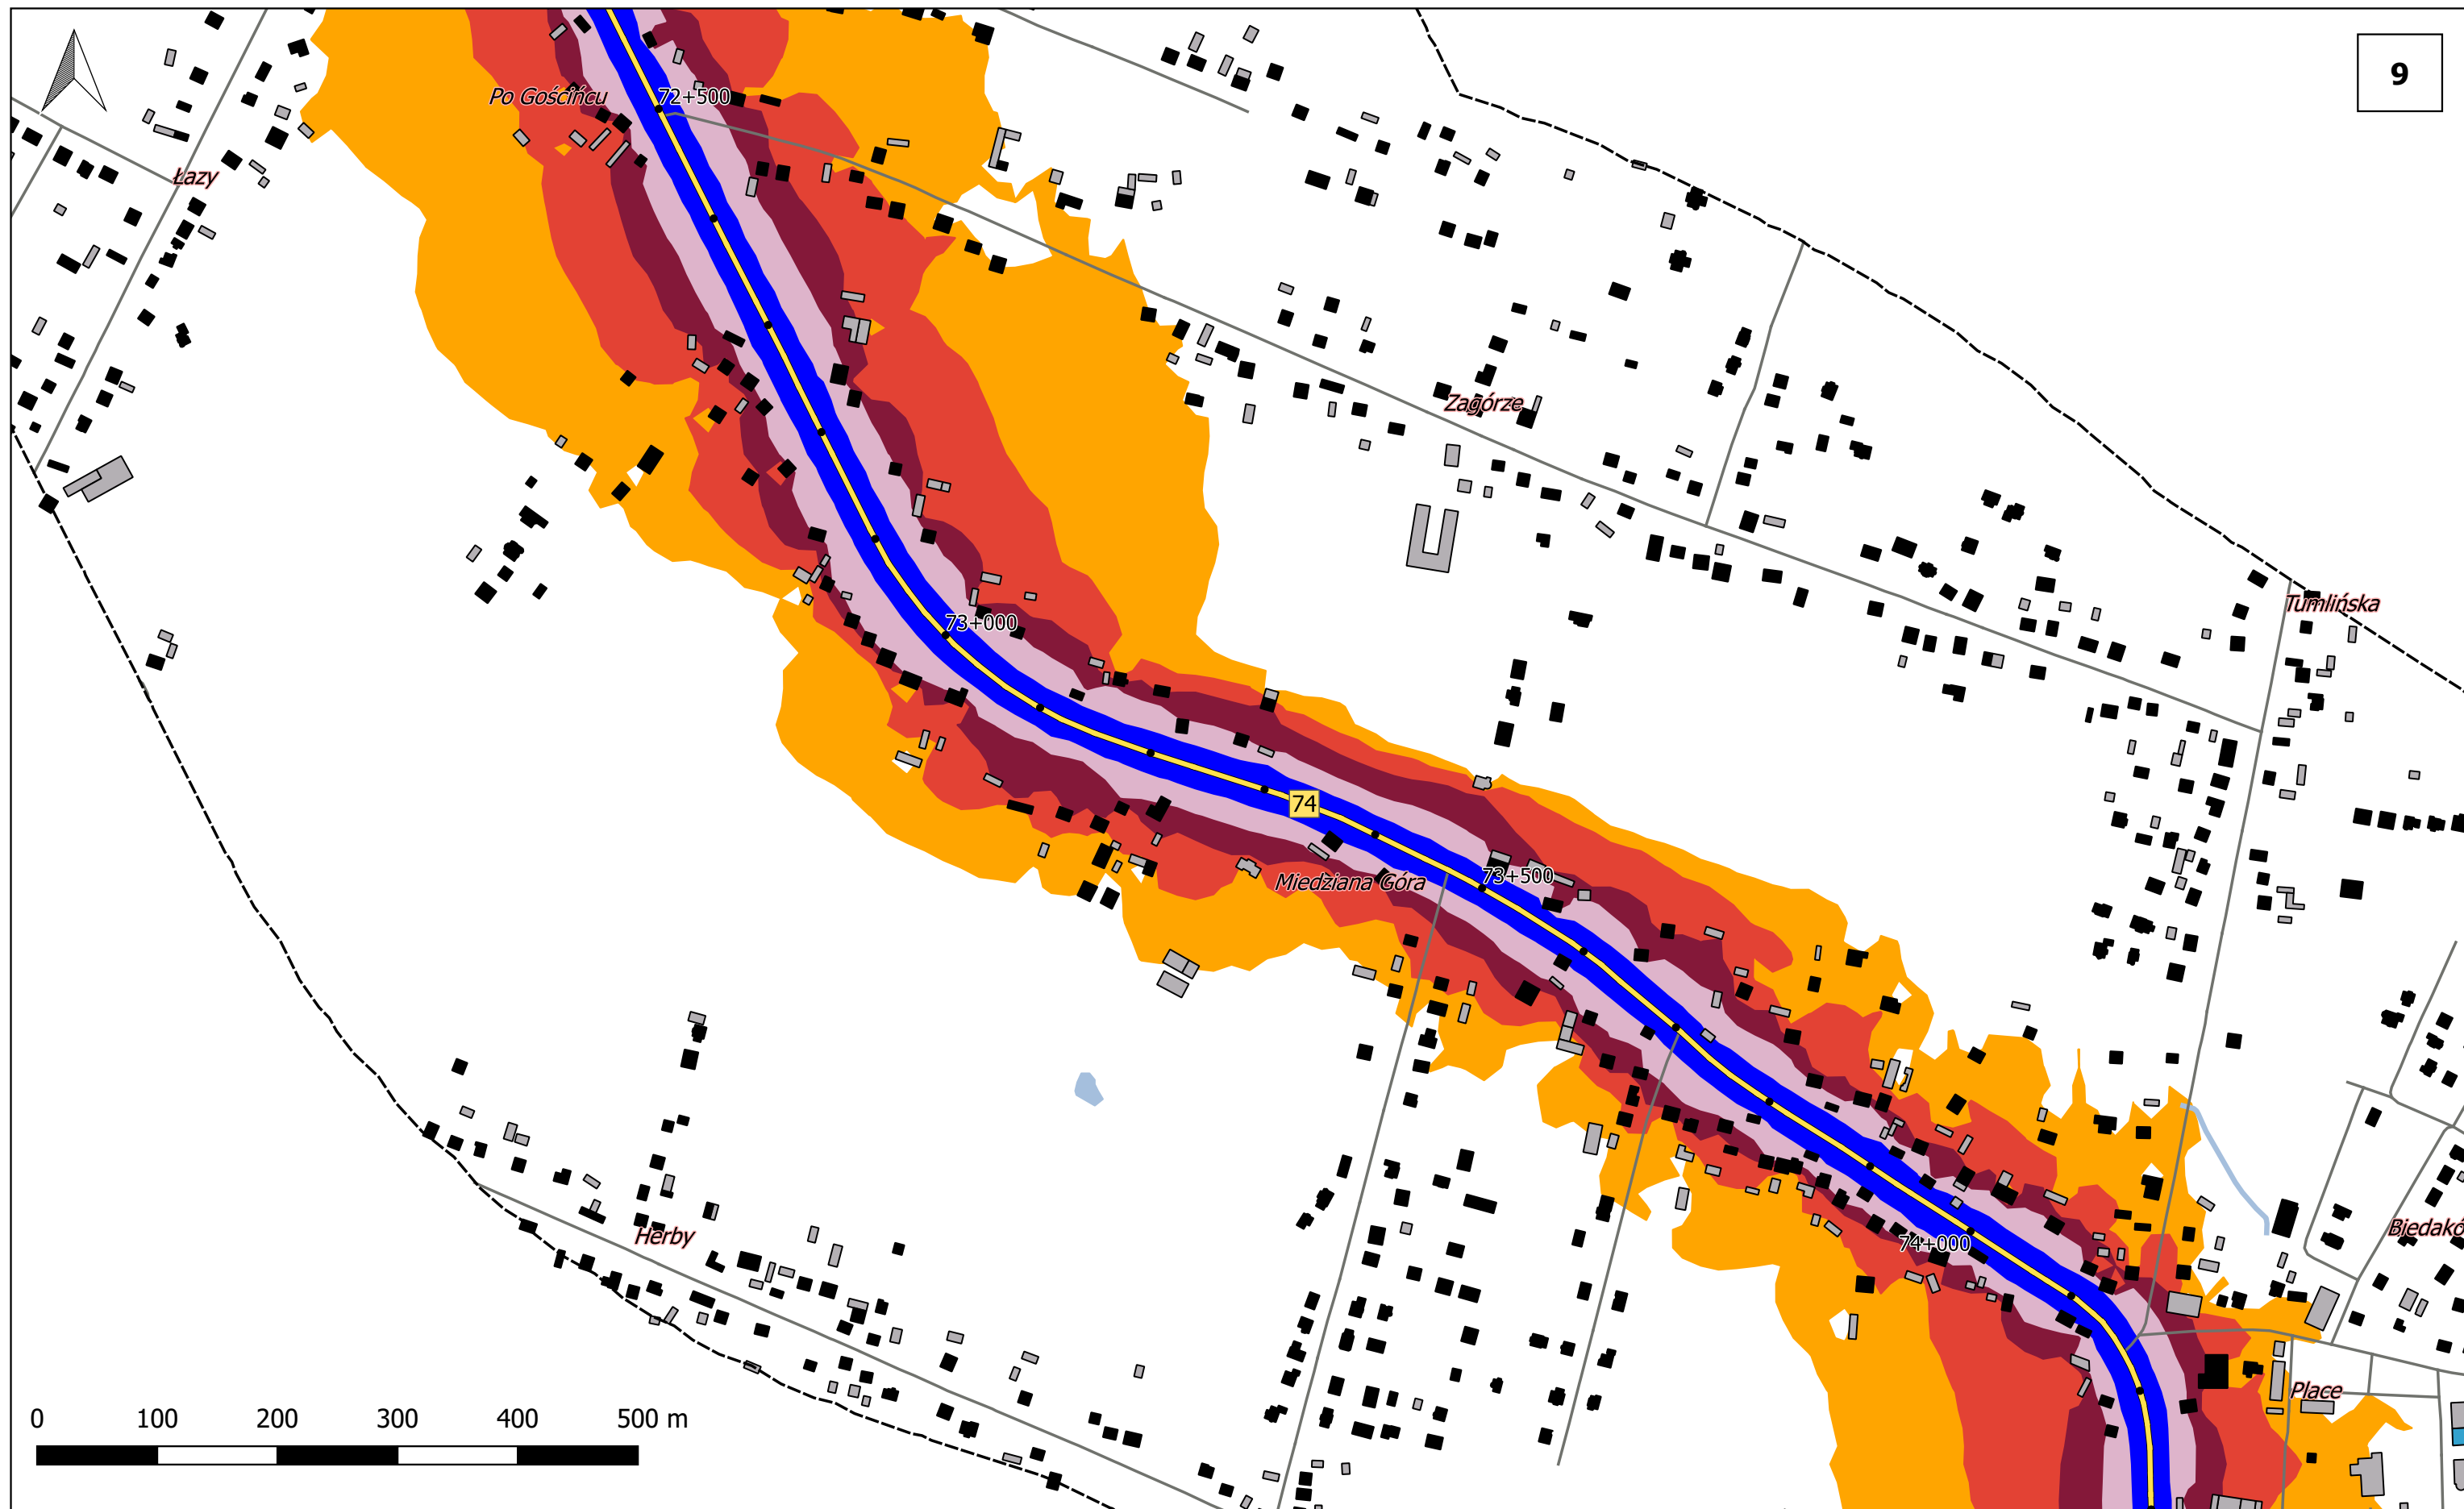 9
Po Gościńcu
72+500
Łazy
Zagórze
Tumlińska
73+000
74
73+500
Miedziana Góra
Herby
74+000
Biedakó
Place
0 100 200 300 400 500 m